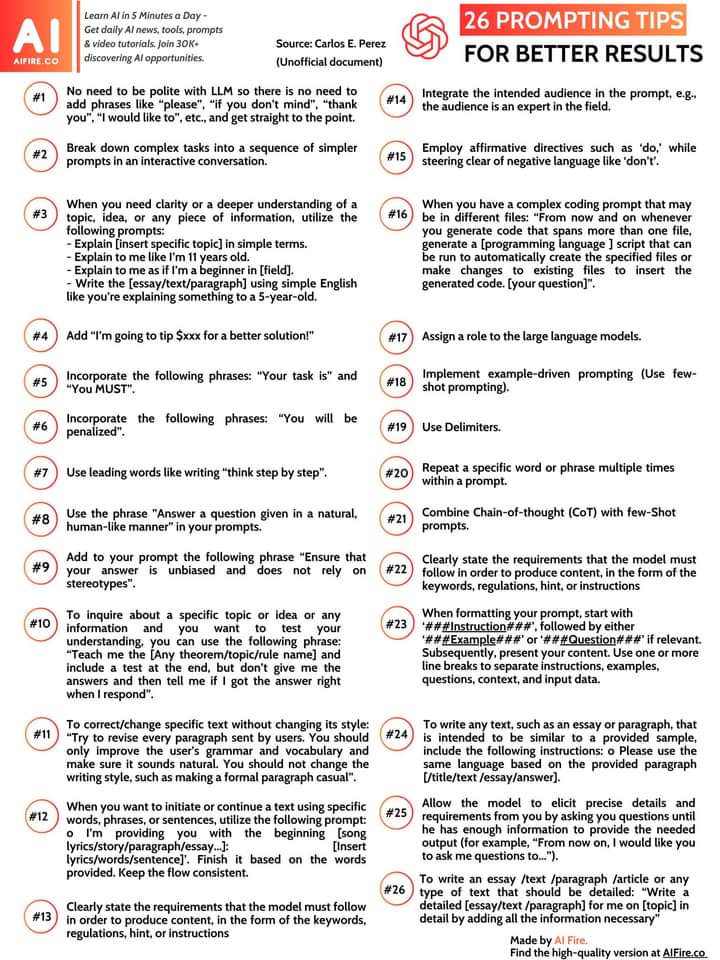 AI
AIFIRE.CO
Learn AI in 5 Minutes a Day -
Get daily AI news, tools, prompts
& video tutorials. Join 30K+
discovering AI opportunities.
Source: Carlos E. Perez
(Unofficial document)
26 PROMPTING TIPS
FOR BETTER RESULTS
#1
No need to be polite with LLM so there is no need to
add phrases like “please”, “if you don’t mind”, “thank
you”, “I would like to”, etc., and get straight to the point.
#2
Break down complex tasks into a sequence of simpler
prompts in an interactive conversation.
#3
When you need clarity or a deeper understanding of a
topic, idea, or any piece of information, utilize the
following prompts:
- Explain [insert specific topic] in simple terms.
- Explain to me like I’m 11 years old.
- Explain to me as if I’m a beginner in [field].
- Write the [essay/text/paragraph] using simple English
like you’re explaining something to a 5-year-old.
#4
Add “I’m going to tip $xxx for a better solution!”
#5
Incorporate the following phrases: “Your task is” and
“You MUST”.
#6
Incorporate the following phrases: “You will be
penalized”.
#7
Use leading words like writing “think step by step”.
#8
Use the phrase "Answer a question given in a natural,
human-like manner” in your prompts.
#9
Add to your prompt the following phrase “Ensure that
your answer is unbiased and does not rely on
stereotypes”.
#10
To inquire about a specific topic or idea or any
information and you want to test your
understanding, you can use the following phrase:
“Teach me the [Any theorem/topic/rule name] and
include a test at the end, but don’t give me the
answers and then tell me if I got the answer right
when I respond”.
#11
To correct/change specific text without changing its style:
“Try to revise every paragraph sent by users. You should
only improve the user’s grammar and vocabulary and
make sure it sounds natural. You should not change the
writing style, such as making a formal paragraph casual”.
#12
When you want to initiate or continue a text using specific
words, phrases, or sentences, utilize the following prompt:
o I’m providing you with the beginning [song
lyrics/story/paragraph/essay...]: [Insert
lyrics/words/sentence]’. Finish it based on the words
provided. Keep the flow consistent.
#13
Clearly state the requirements that the model must follow
in order to produce content, in the form of the keywords,
regulations, hint, or instructions
#14
Integrate the intended audience in the prompt, e.g.,
the audience is an expert in the field.
#15
Employ affirmative directives such as ‘do,’ while
steering clear of negative language like ‘don’t’.
#16
When you have a complex coding prompt that may
be in different files: “From now and on whenever
you generate code that spans more than one file,
generate a [programming language ] script that can
be run to automatically create the specified files or
make changes to existing files to insert the
generated code. [your question]”.
#17
Assign a role to the large language models.
#18
Implement example-driven prompting (Use few-
shot prompting).
#19
Use Delimiters.
#20
Repeat a specific word or phrase multiple times
within a prompt.
#21
Combine Chain-of-thought (CoT) with few-Shot
prompts.
#22
Clearly state the requirements that the model must
follow in order to produce content, in the form of the
keywords, regulations, hint, or instructions
#23
When formatting your prompt, start with
‘###Instruction###’, followed by either
‘###Example###’ or ‘###Question###’ if relevant.
Subsequently, present your content. Use one or more
line breaks to separate instructions, examples,
questions, context, and input data.
#24
To write any text, such as an essay or paragraph, that
is intended to be similar to a provided sample,
include the following instructions: o Please use the
same language based on the provided paragraph
[/title/text /essay/answer].
#25
Allow the model to elicit precise details and
requirements from you by asking you questions until
he has enough information to provide the needed
output (for example, “From now on, I would like you
to ask me questions to...”).
#26
To write an essay /text /paragraph /article or any
type of text that should be detailed: “Write a
detailed [essay/text /paragraph] for me on [topic] in
detail by adding all the information necessary”
Made by AI Fire.
Find the high-quality version at AIFire.co